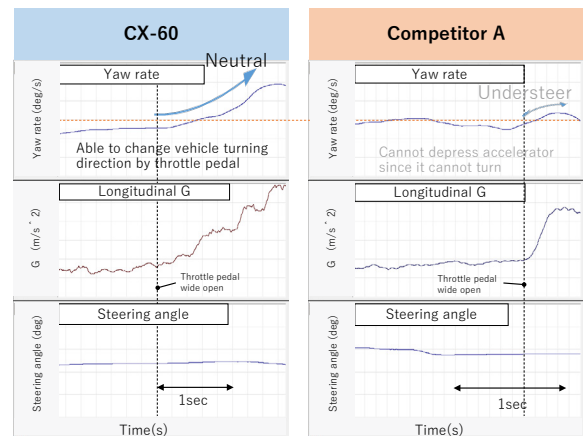 CX-60
Neutral
Yaw rate
Yaw rate (deg/s)
Able to change vehicle turning
direction by throttle pedal
Longitudinal G
G (m/s^2)
Throttle pedal
wide open
Steering angle
Steering angle (deg)
1sec
Time(s)
Competitor A
Yaw rate
Understeer
Yaw rate (deg/s)
Cannot depress accelerator
since it cannot turn
Longitudinal G
G (m/s^2)
Throttle pedal
wide open
Steering angle
Steering angle (deg)
1sec
Time(s)